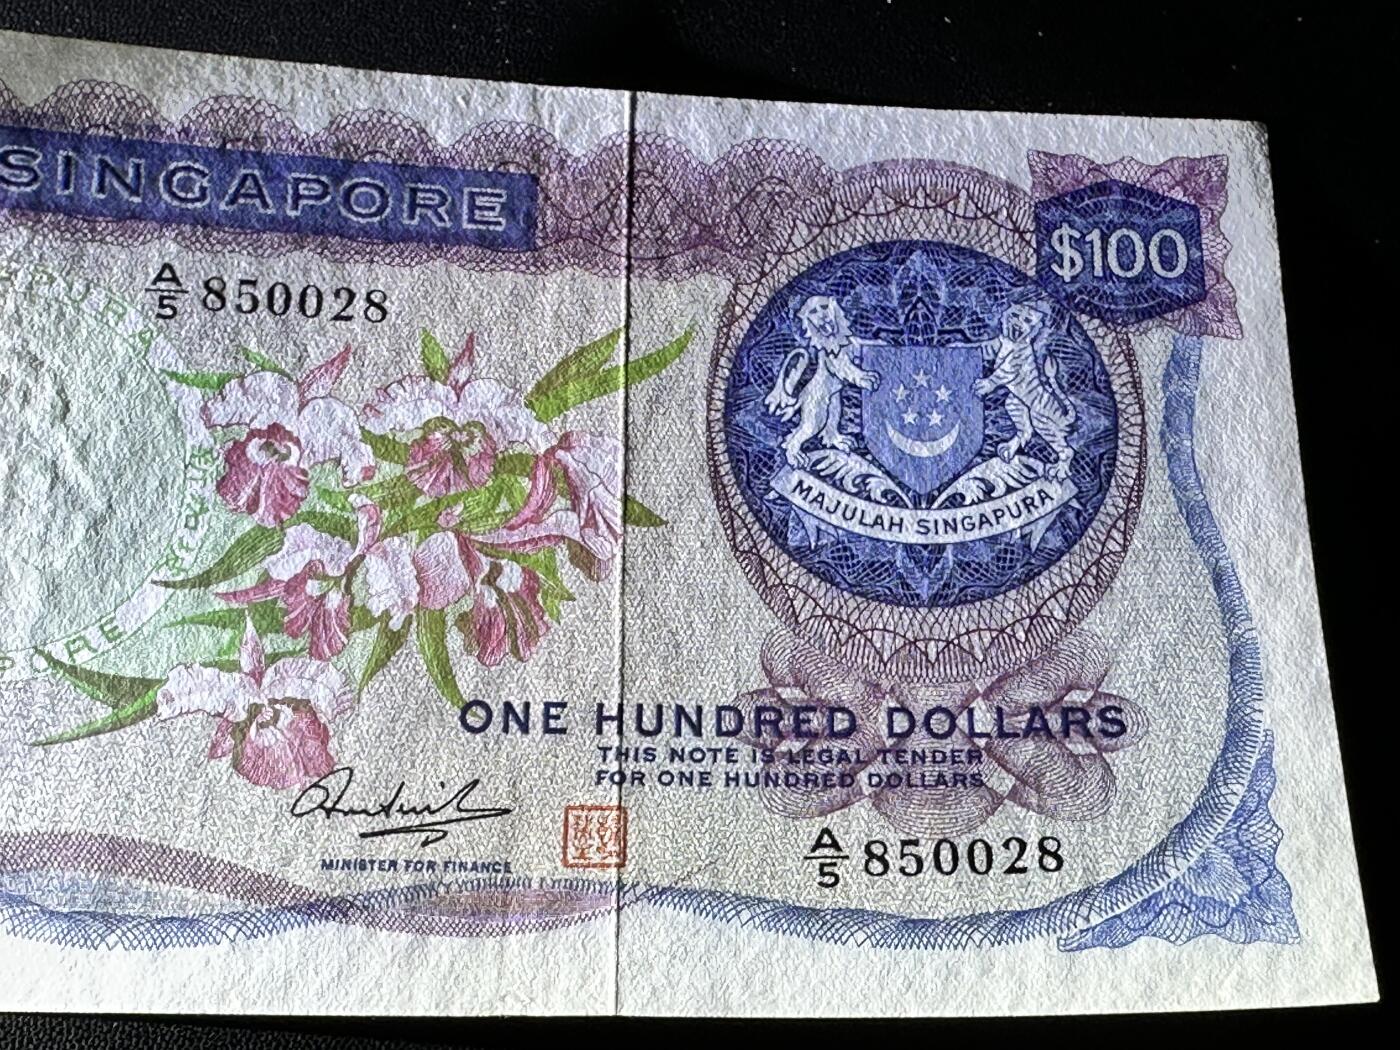 SINGAPORE
$100
A/5 850028
MAJULAH SINGAPURA
ONE HUNDRED DOLLARS
THIS NOTE IS LEGAL TENDER
FOR ONE HUNDRED DOLLARS
MINISTER FOR FINANCE
A/5 850028